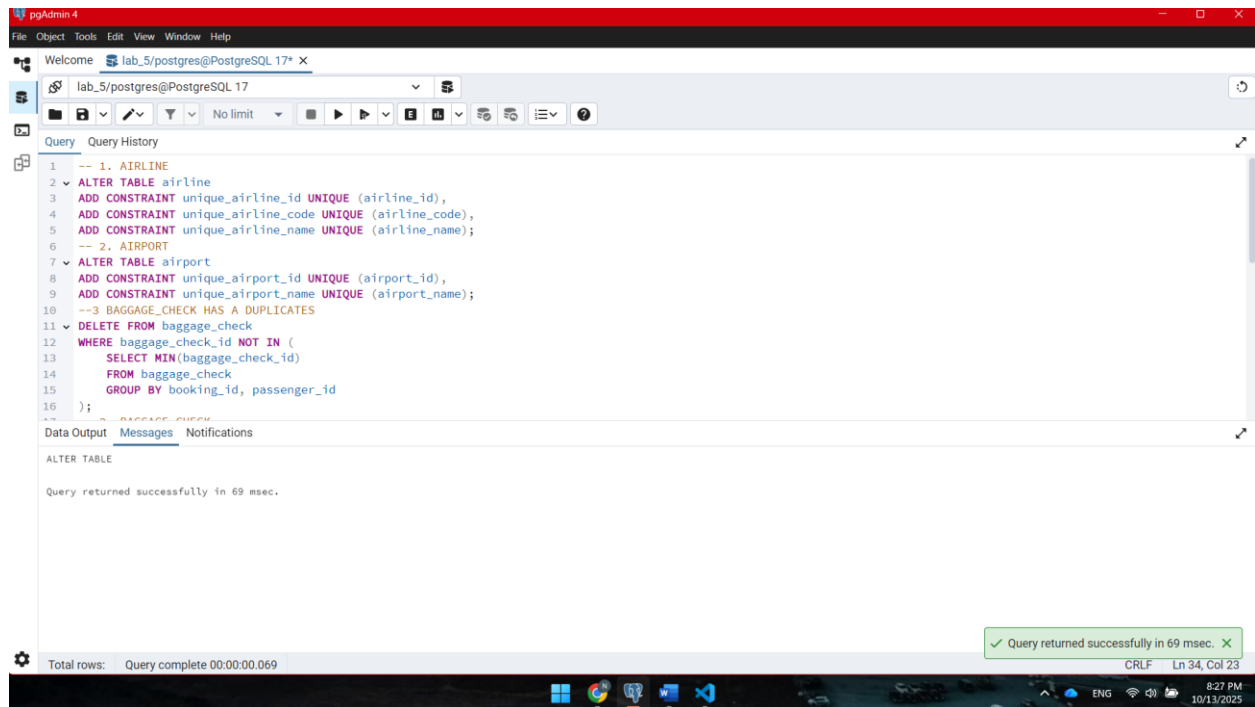 pgAdmin 4
File Object Tools Edit View Window Help
Welcome lab_5/postgres@PostgreSQL 17* ×
lab_5/postgres@PostgreSQL 17
No limit
Query Query History
1 -- 1. AIRLINE
2 ALTER TABLE airline
3 ADD CONSTRAINT unique_airline_id UNIQUE (airline_id),
4 ADD CONSTRAINT unique_airline_code UNIQUE (airline_code),
5 ADD CONSTRAINT unique_airline_name UNIQUE (airline_name);
6 -- 2. AIRPORT
7 ALTER TABLE airport
8 ADD CONSTRAINT unique_airport_id UNIQUE (airport_id),
9 ADD CONSTRAINT unique_airport_name UNIQUE (airport_name);
10 --3 BAGGAGE_CHECK HAS A DUPLICATES
11 DELETE FROM baggage_check
12 WHERE baggage_check_id NOT IN (
13 SELECT MIN(baggage_check_id)
14 FROM baggage_check
15 GROUP BY booking_id, passenger_id
16 );
Data Output Messages Notifications
ALTER TABLE
Query returned successfully in 69 msec.
Query returned successfully in 69 msec.
Total rows: Query complete 00:00:00.069
CRLF Ln 34, Col 23
ENG
8:27 PM
10/13/2025